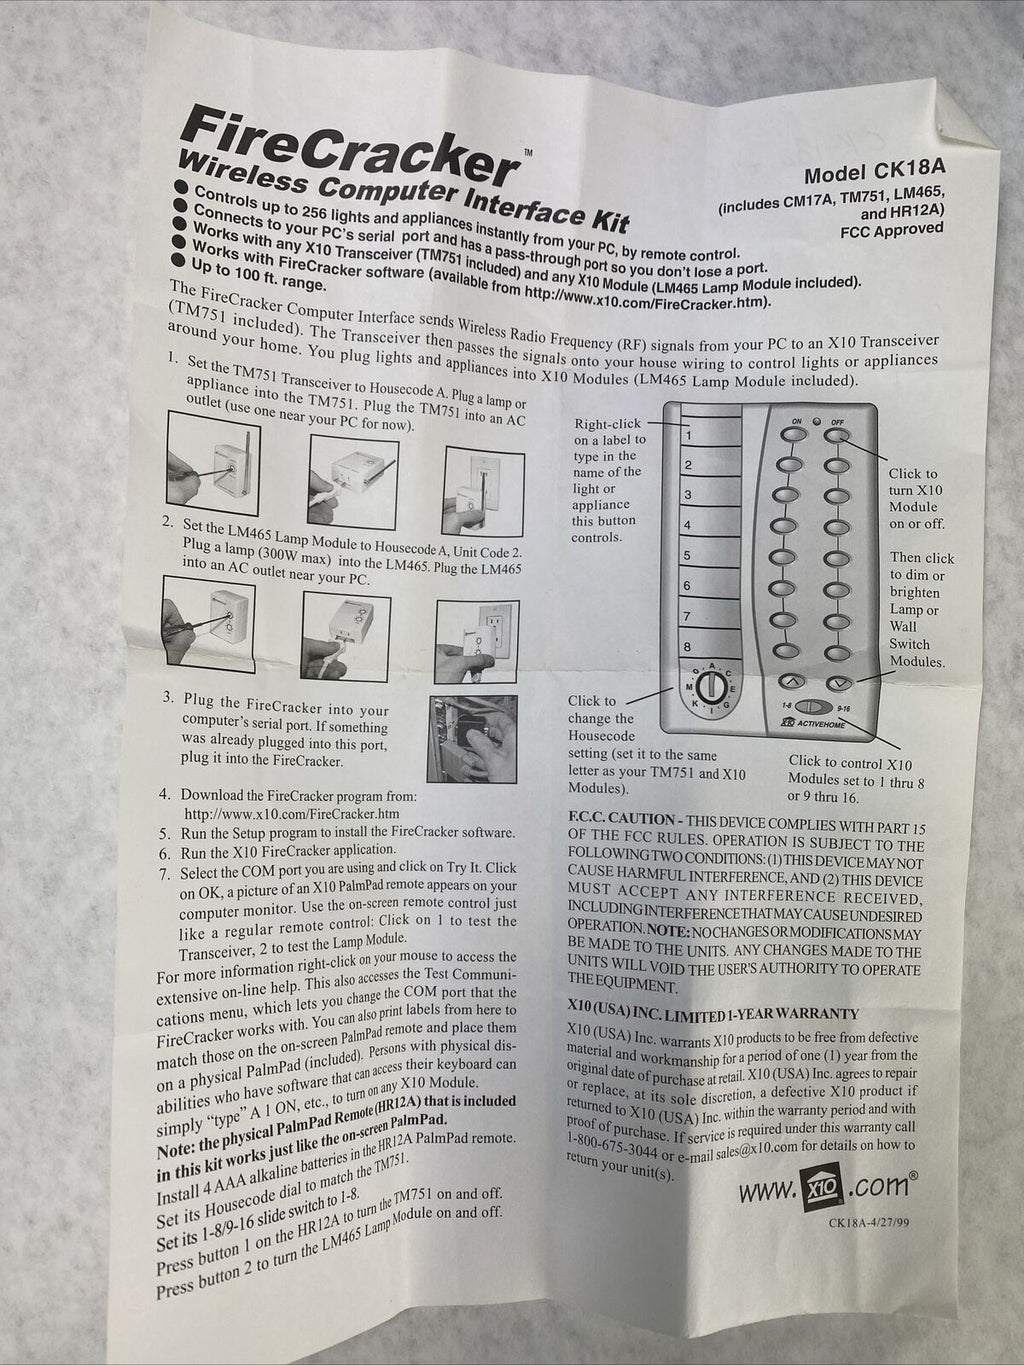 FireCracker™
Wireless Computer Interface Kit
Model CK18A
(includes CM17A, TM751, LM465,
and HR12A)
FCC Approved
● Controls up to 256 lights and appliances instantly from your PC, by remote control.
● Connects to your PC's serial port and has a pass-through port so you don't lose a port.
● Works with any X10 Transceiver (TM751 included) and any X10 Module (LM465 Lamp Module included).
● Works with FireCracker software (available from http://www.x10.com/FireCracker.htm).
● Up to 100 ft. range.
The FireCracker Computer Interface sends Wireless Radio Frequency (RF) signals from your PC to an X10 Transceiver
(TM751 included). The Transceiver then passes the signals onto your house wiring to control lights or appliances
around your home. You plug lights and appliances into X10 Modules (LM465 Lamp Module included).
1. Set the TM751 Transceiver to Housecode A. Plug a lamp or
appliance into the TM751. Plug the TM751 into an AC
outlet (use one near your PC for now).
2. Set the LM465 Lamp Module to Housecode A, Unit Code 2.
Plug a lamp (300W max) into the LM465. Plug the LM465
into an AC outlet near your PC.
3. Plug the FireCracker into your
computer's serial port. If something
was already plugged into this port,
plug it into the FireCracker.
4. Download the FireCracker program from:
http://www.x10.com/FireCracker.htm
5. Run the Setup program to install the FireCracker software.
6. Run the X10 FireCracker application.
7. Select the COM port you are using and click on Try It. Click
on OK, a picture of an X10 PalmPad remote appears on your
computer monitor. Use the on-screen remote control just
like a regular remote control: Click on 1 to test the
Transceiver, 2 to test the Lamp Module.
For more information right-click on your mouse to access the
extensive on-line help. This also accesses the Test Communi-
cations menu, which lets you change the COM port that the
FireCracker works with. You can also print labels from here to
match those on the on-screen PalmPad remote and place them
on a physical PalmPad (included). Persons with physical dis-
abilities who have software that can access their keyboard can
simply "type" A 1 ON, etc., to turn on any X10 Module.
Note: the physical PalmPad Remote (HR12A) that is included
in this kit works just like the on-screen PalmPad.
Install 4 AAA alkaline batteries in the HR12A PalmPad remote.
Set its Housecode dial to match the TM751.
Set its 1-8/9-16 slide switch to 1-8.
Press button 1 on the HR12A to turn the TM751 on and off.
Press button 2 to turn the LM465 Lamp Module on and off.
Right-click
on a label to
type in the
name of the
light or
appliance
this button
controls.
ON OFF
1
2
3
4
5
6
7
8
A C E G I K M O
1-8 9-16
X10 ACTIVEHOME
Click to
turn X10
Module
on or off.
Then click
to dim or
brighten
Lamp or
Wall
Switch
Modules.
Click to
change the
Housecode
setting (set it to the same
letter as your TM751 and X10
Modules).
Click to control X10
Modules set to 1 thru 8
or 9 thru 16.
F.C.C. CAUTION - THIS DEVICE COMPLIES WITH PART 15
OF THE FCC RULES. OPERATION IS SUBJECT TO THE
FOLLOWING TWO CONDITIONS: (1) THIS DEVICE MAY NOT
CAUSE HARMFUL INTERFERENCE, AND (2) THIS DEVICE
MUST ACCEPT ANY INTERFERENCE RECEIVED,
INCLUDING INTERFERENCE THAT MAY CAUSE UNDESIRED
OPERATION. NOTE: NO CHANGES OR MODIFICATIONS MAY
BE MADE TO THE UNITS. ANY CHANGES MADE TO THE
UNITS WILL VOID THE USER'S AUTHORITY TO OPERATE
THE EQUIPMENT.
X10 (USA) INC. LIMITED 1-YEAR WARRANTY
X10 (USA) Inc. warrants X10 products to be free from defective
material and workmanship for a period of one (1) year from the
original date of purchase at retail. X10 (USA) Inc. agrees to repair
or replace, at its sole discretion, a defective X10 product if
returned to X10 (USA) Inc. within the warranty period and with
proof of purchase. If service is required under this warranty call
1-800-675-3044 or e-mail sales@x10.com for details on how to
return your unit(s).
www.X10.com®
CK18A-4/27/99